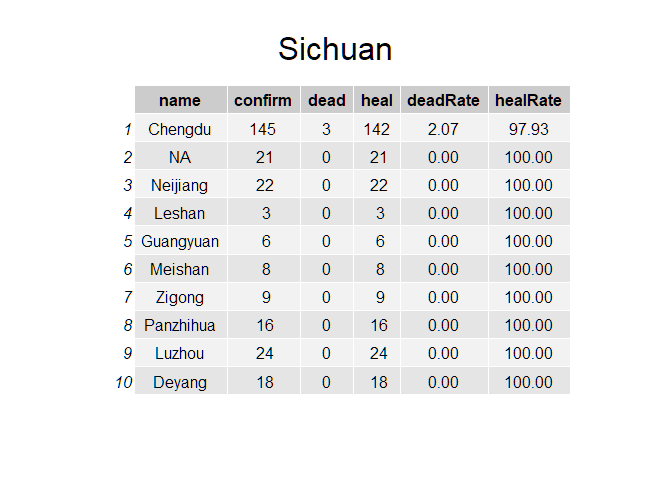 Sichuan
name confirm dead heal deadRate healRate
1 Chengdu 145 3 142 2.07 97.93
2 NA 21 0 21 0.00 100.00
3 Neijiang 22 0 22 0.00 100.00
4 Leshan 3 0 3 0.00 100.00
5 Guangyuan 6 0 6 0.00 100.00
6 Meishan 8 0 8 0.00 100.00
7 Zigong 9 0 9 0.00 100.00
8 Panzhihua 16 0 16 0.00 100.00
9 Luzhou 24 0 24 0.00 100.00
10 Deyang 18 0 18 0.00 100.00